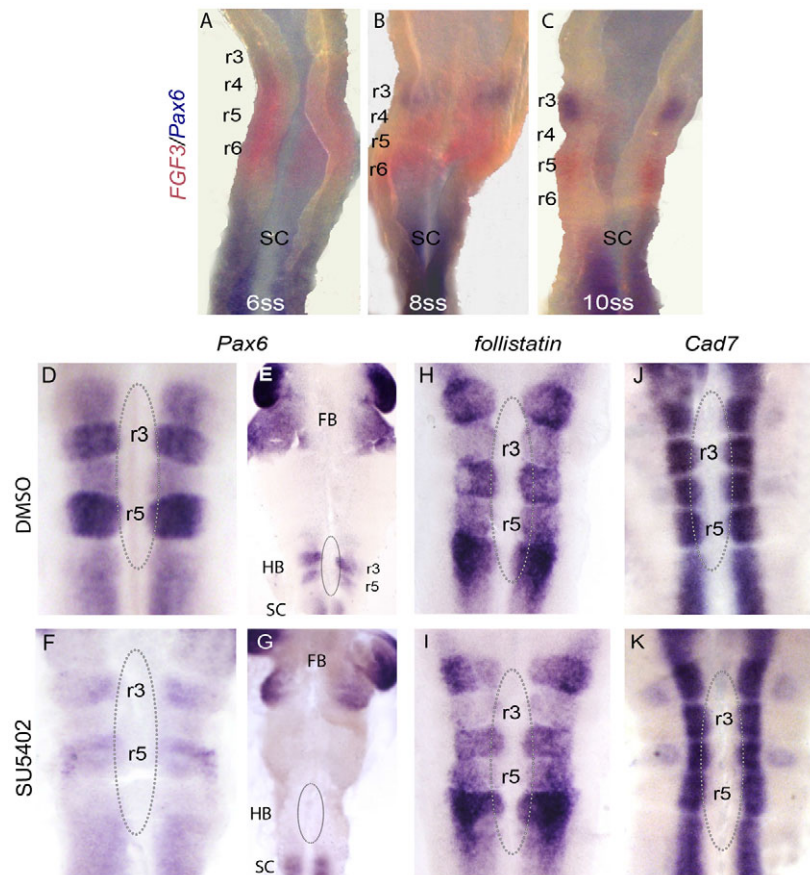 A
B
C
r3
r4
r5
r6
SC
6ss
r3
r4
r5
r6
SC
8ss
r3
r4
r5
r6
SC
10ss
FGF3/Pax6
Pax6
follistatin
Cad7
DMSO
D
r3
r5
E
FB
HB
r3
r5
SC
H
r3
r5
J
r3
r5
SU5402
F
r3
r5
G
FB
HB
SC
I
r3
r5
K
r3
r5